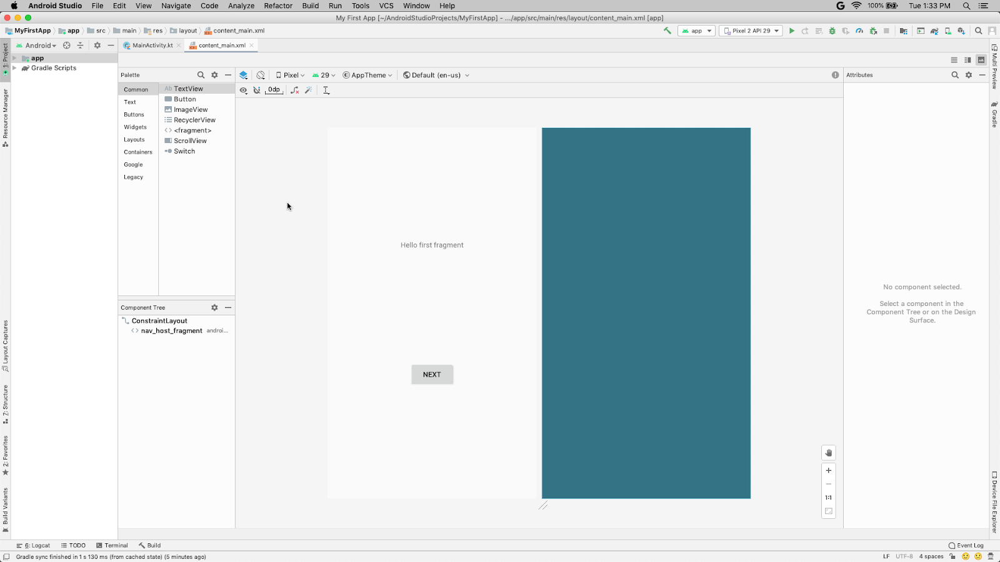 Android Studio File Edit View Navigate Code Analyze Refactor Build Run Tools VCS Window Help 100% Tue 1:33 PM
My First App [~/AndroidStudioProjects/MyFirstApp] - .../app/src/main/res/layout/content_main.xml [app]
MyFirstApp app src main res layout content_main.xml app Pixel 2 API 29
Android MainActivity.kt content_main.xml
1: Project
Resource Manager
Layout Captures
7: Structure
2: Favorites
Build Variants
app
Gradle Scripts
Palette
Common
Text
Buttons
Widgets
Layouts
Containers
Google
Legacy
Ab TextView
Button
ImageView
RecyclerView
<fragment>
ScrollView
Switch
Component Tree
ConstraintLayout
nav_host_fragment androi...
Pixel 29 AppTheme Default (en-us)
0dp
Hello first fragment
NEXT
1:1
Attributes
No component selected.
Select a component in the
Component Tree or on the Design
Surface.
Multi Preview
Gradle
Device File Explorer
6: Logcat TODO Terminal Build Event Log
Gradle sync finished in 1 s 130 ms (from cached state) (5 minutes ago) LF UTF-8 4 spaces